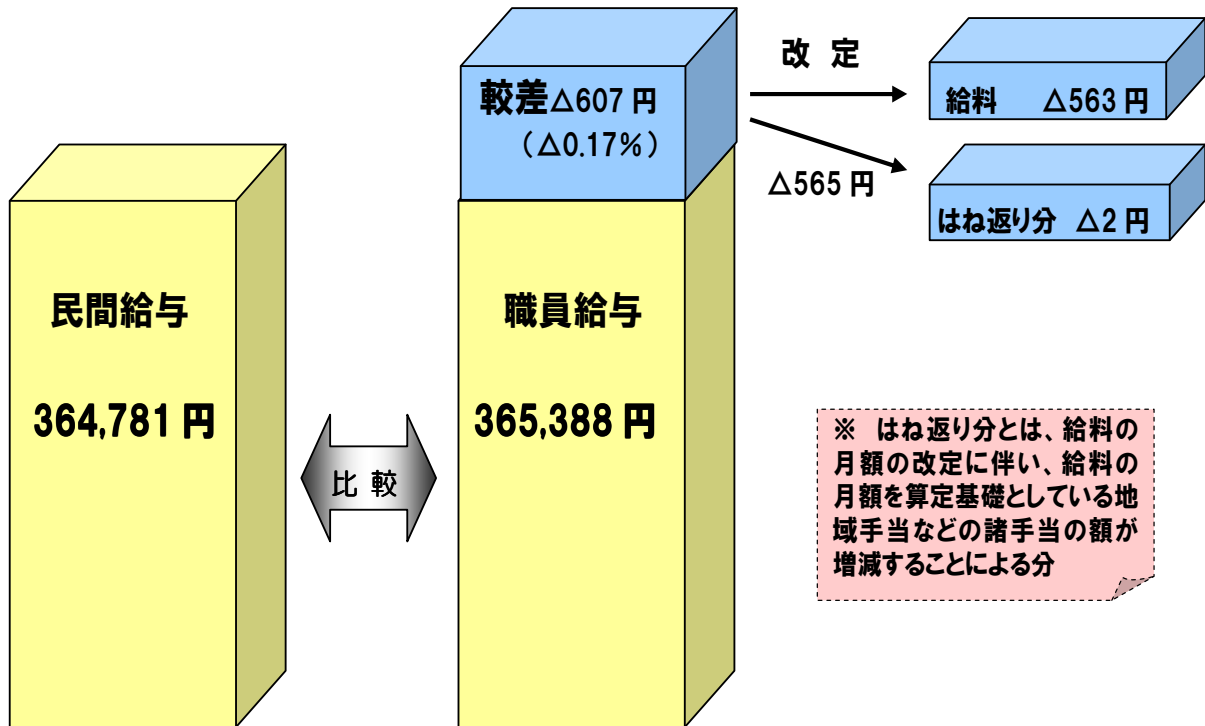 改 定
較差△607 円
（△0.17%）
給料 △563 円
△565 円
はね返り分 △2 円
民間給与
364,781 円
比 較
職員給与
365,388 円
※ はね返り分とは、給料の
月額の改定に伴い、給料の
月額を算定基礎としている地
域手当などの諸手当の額が
増減することによる分